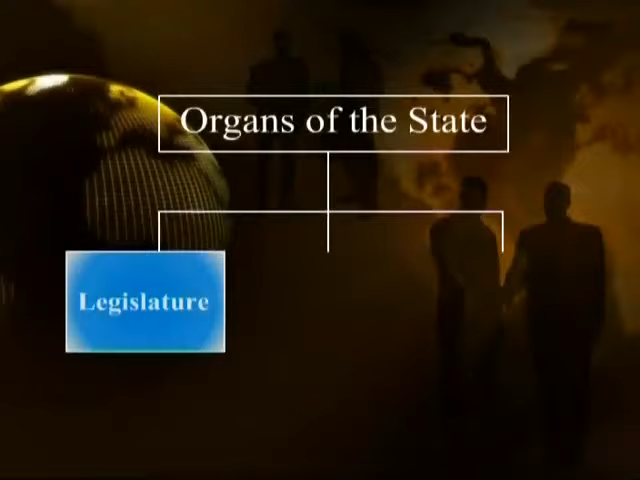 Organs of the State
Legislature